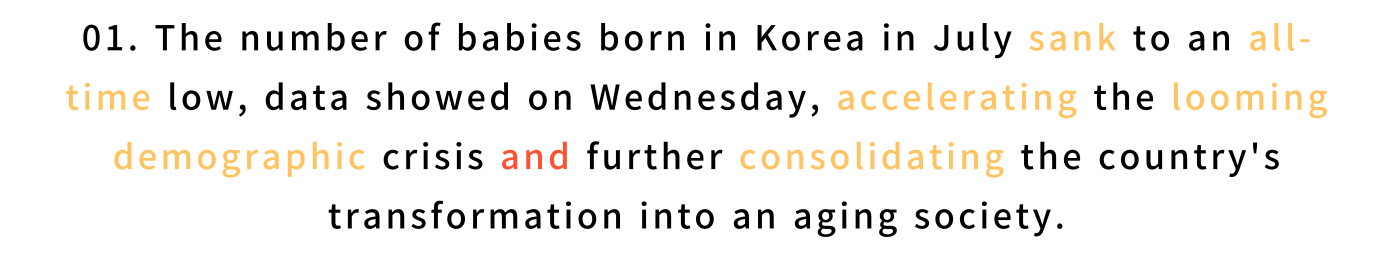 01. The number of babies born in Korea in July sank to an all-
time low, data showed on Wednesday, accelerating the looming
demographic crisis and further consolidating the country's
transformation into an aging society.